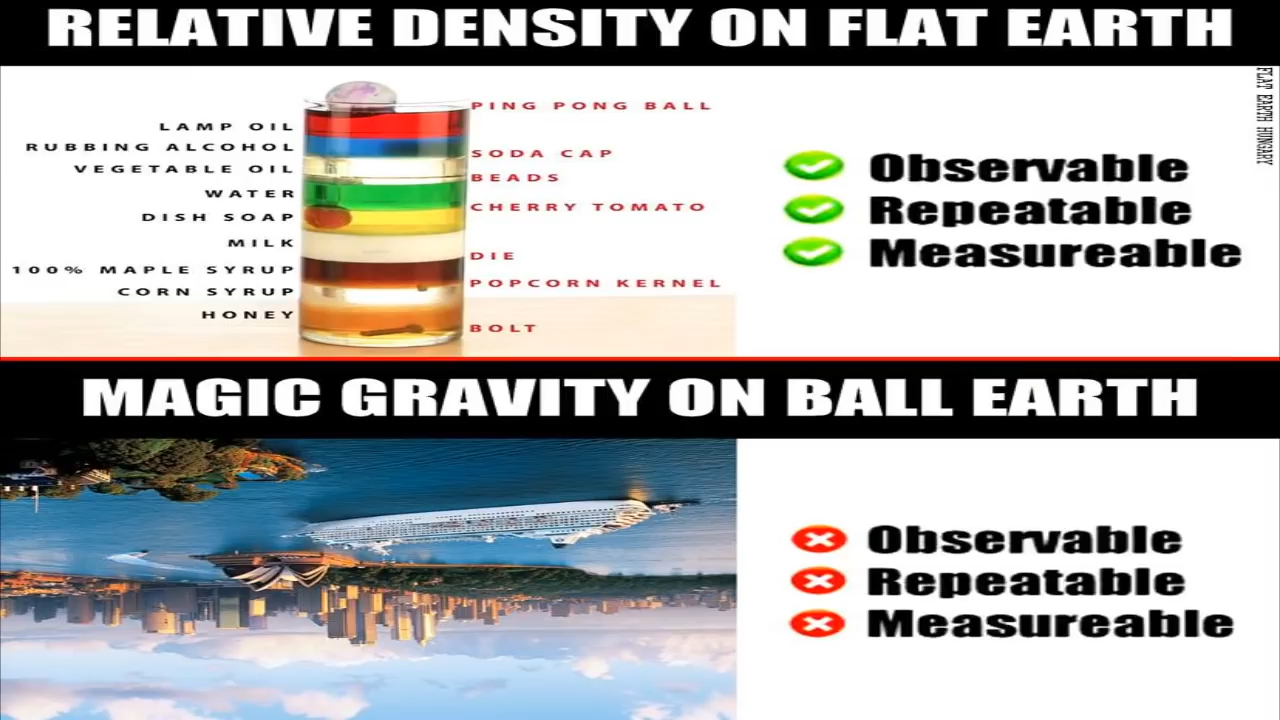 RELATIVE DENSITY ON FLAT EARTH
FLAT EARTH HUNGARY
PING PONG BALL
LAMP OIL
RUBBING ALCOHOL
SODA CAP
VEGETABLE OIL
BEADS
WATER
CHERRY TOMATO
DISH SOAP
MILK
DIE
100% MAPLE SYRUP
POPCORN KERNEL
CORN SYRUP
HONEY
BOLT
Observable
Repeatable
Measureable
MAGIC GRAVITY ON BALL EARTH
Observable
Repeatable
Measureable